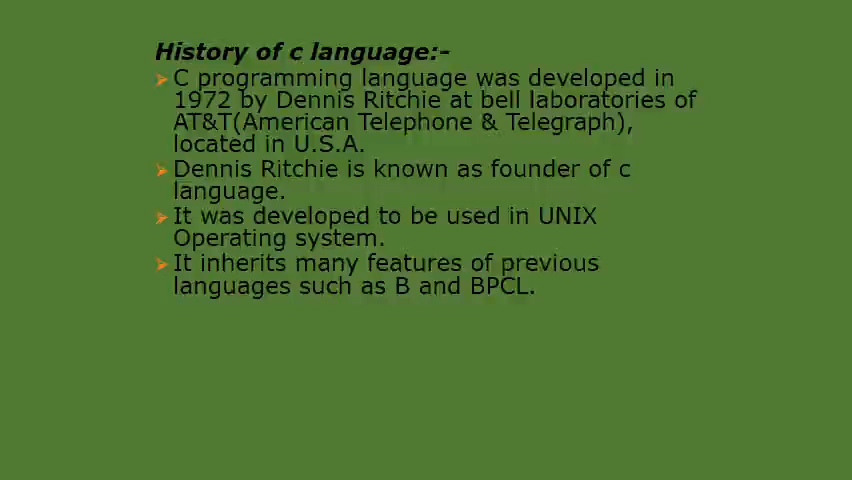 History of c language:-
➢C programming language was developed in
1972 by Dennis Ritchie at bell laboratories of
AT&T(American Telephone & Telegraph),
located in U.S.A.
➢Dennis Ritchie is known as founder of c
language.
➢It was developed to be used in UNIX
Operating system.
➢It inherits many features of previous
languages such as B and BPCL.